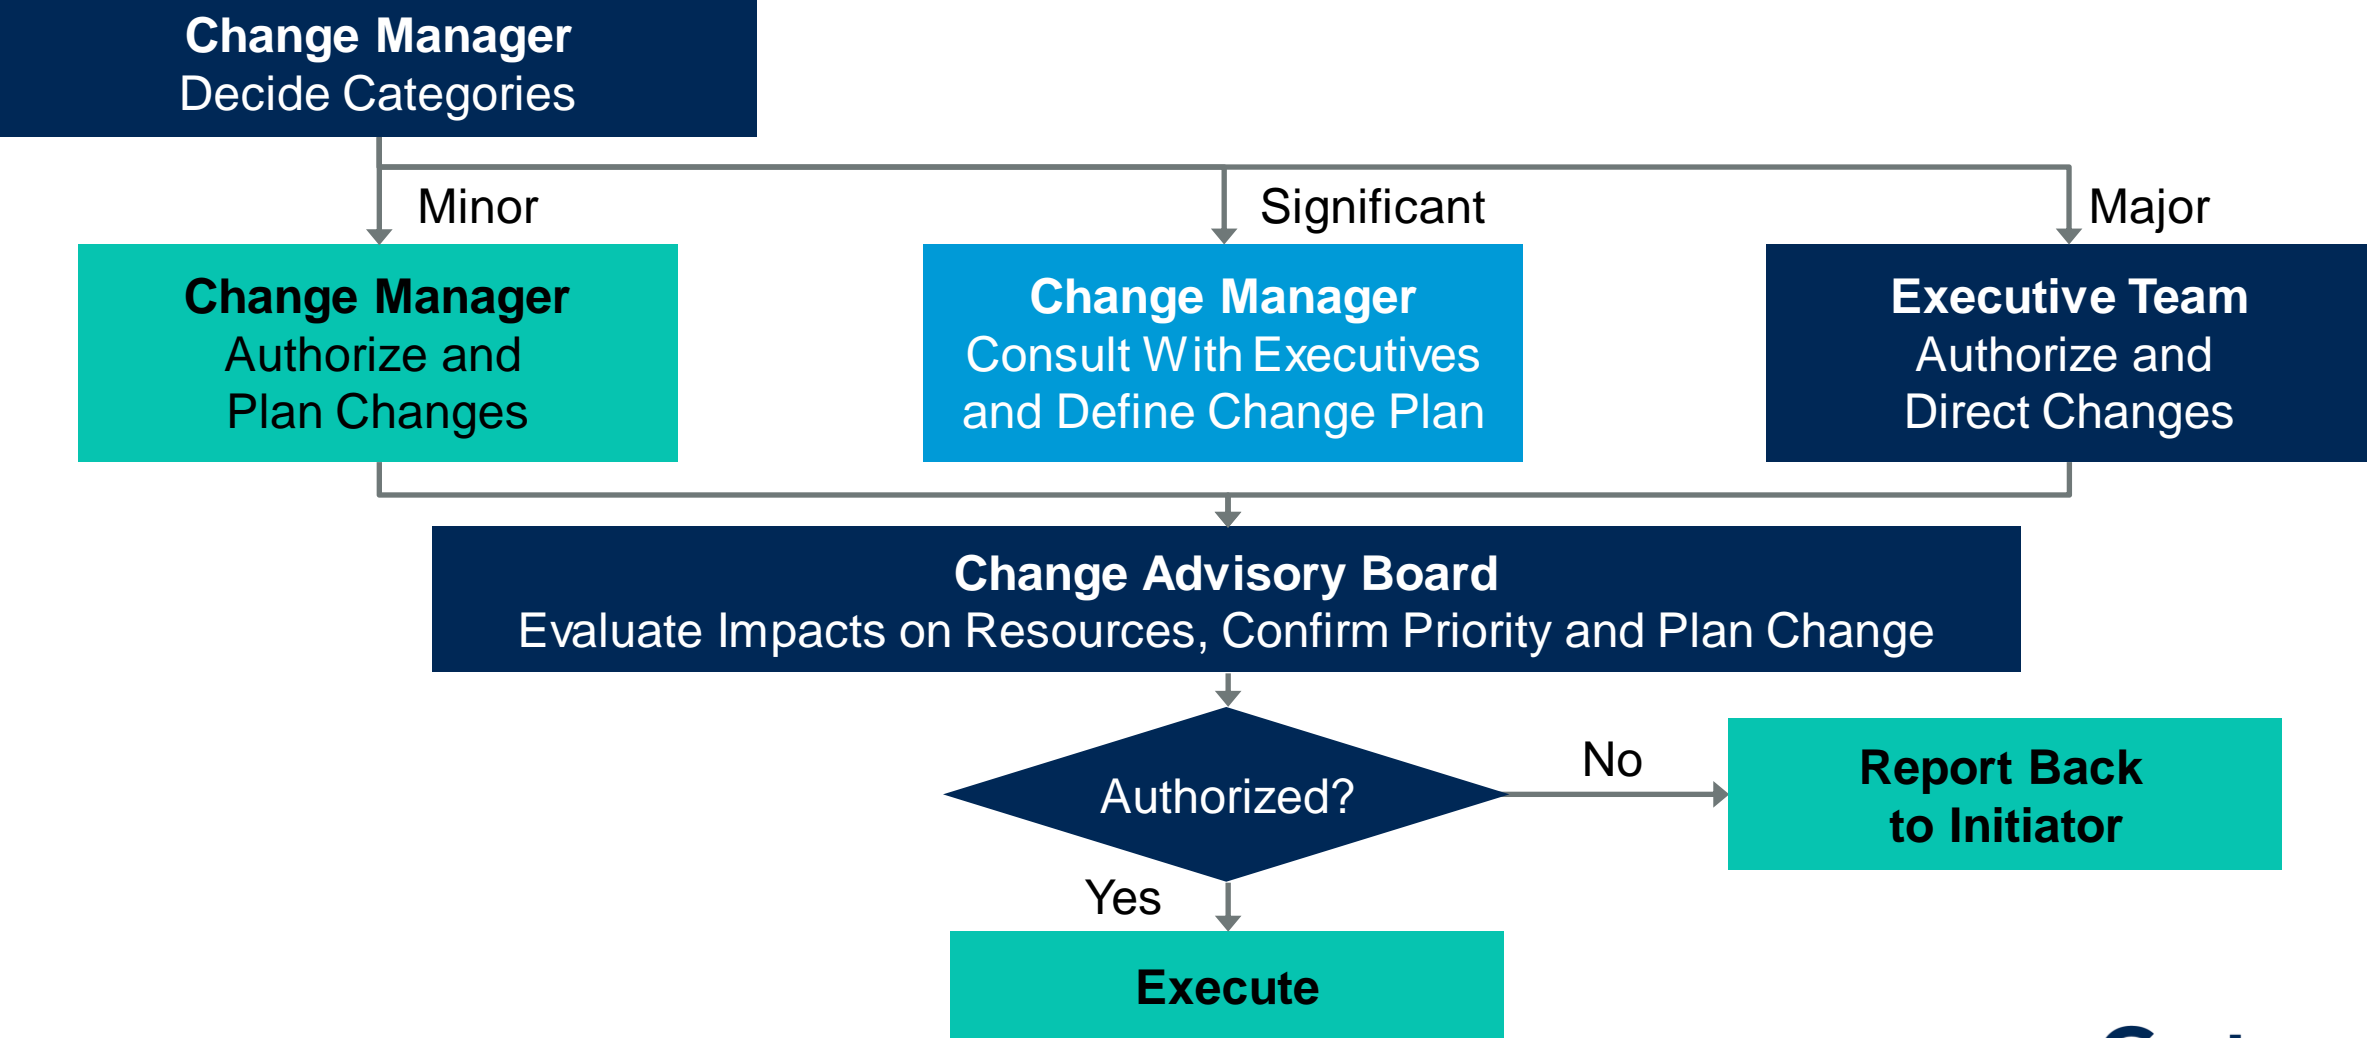 Change Manager
Decide Categories
Minor
Significant
Major
Change Manager
Authorize and
Plan Changes
Change Manager
Consult With Executives
and Define Change Plan
Executive Team
Authorize and
Direct Changes
Change Advisory Board
Evaluate Impacts on Resources, Confirm Priority and Plan Change
Authorized?
No
Report Back
to Initiator
Yes
Execute